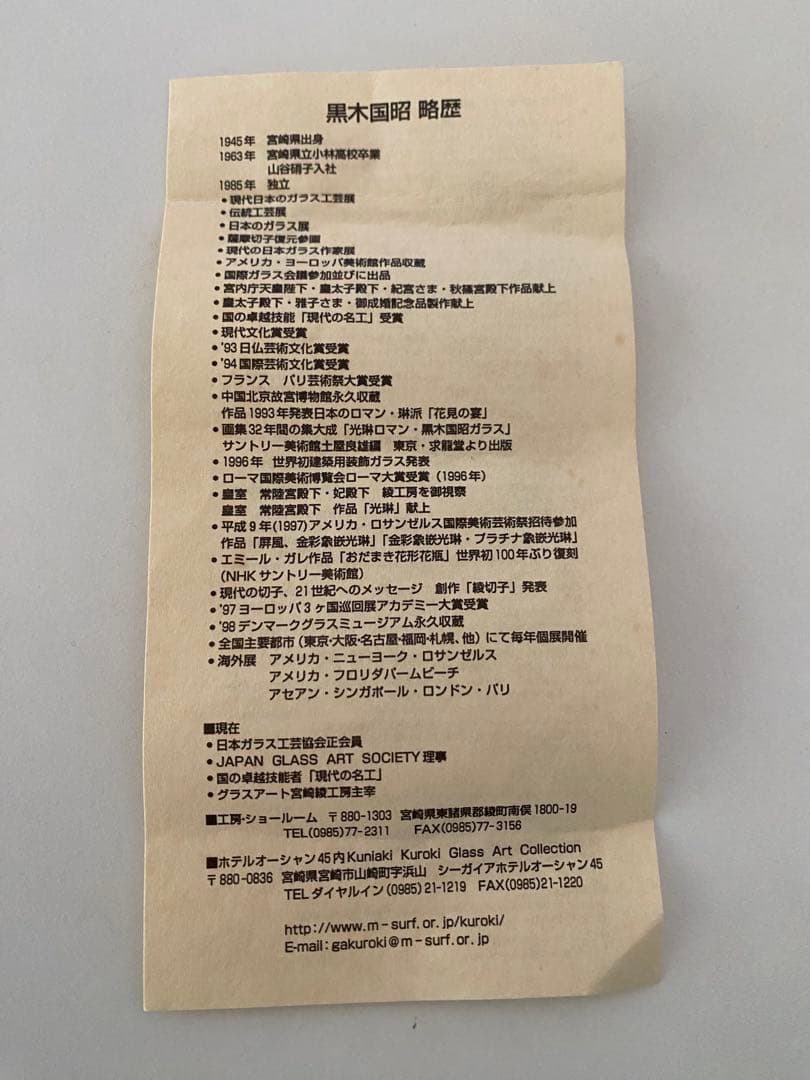 黒木国昭 略歴
1945年 宮崎県出身
1963年 宮崎県立小林高校卒業
山谷硝子入社
1985年 独立
•現代日本のガラス工芸展
•伝統工芸展
•日本のガラス展
•薩摩切子復元参画
•現代の日本ガラス作家展
•アメリカ・ヨーロッパ美術館作品収蔵
•国際ガラス会議参加並びに出品
•宮内庁天皇陛下・皇太子殿下・紀宮さま・秋篠宮殿下作品献上
•皇太子殿下・雅子さま・御成婚記念品製作献上
•国の卓越技能「現代の名工」受賞
•現代文化賞受賞
•'93日仏芸術文化賞受賞
•'94国際芸術文化賞受賞
•フランス パリ芸術祭大賞受賞
•中国北京故宮博物館永久収蔵
作品1993年発表日本のロマン・琳派「花見の宴」
•画集32年間の集大成「光琳ロマン・黒木国昭ガラス」
サントリー美術館土屋良雄編 東京・求龍堂より出版
•1996年 世界初建築用装飾ガラス発表
•ローマ国際美術博覧会ローマ大賞受賞（1996年）
•皇室 常陸宮殿下・妃殿下 綾工房を御視察
皇室 常陸宮殿下 作品「光琳」献上
•平成9年(1997)アメリカ・ロサンゼルス国際美術芸術祭招待参加
作品「屏風、金彩象嵌光琳」「金彩象嵌光琳・プラチナ象嵌光琳」
•エミール・ガレ作品「おだまき花形花瓶」世界初100年ぶり復刻
（NHKサントリー美術館）
•現代の切子、21世紀へのメッセージ 創作「綾切子」発表
•'97ヨーロッパ3ヶ国巡回展アカデミー大賞受賞
•'98デンマークグラスミュージアム永久収蔵
•全国主要都市（東京・大阪・名古屋・福岡・札幌、他）にて毎年個展開催
•海外展 アメリカ・ニューヨーク・ロサンゼルス
アメリカ・フロリダパームビーチ
アセアン・シンガポール・ロンドン・パリ
■現在
•日本ガラス工芸協会正会員
•JAPAN GLASS ART SOCIETY理事
•国の卓越技能者「現代の名工」
•グラスアート宮崎綾工房主宰
■工房・ショールーム 〒880-1303 宮崎県東諸県郡綾町南俣1800-19
TEL(0985)77-2311 FAX(0985)77-3156
■ホテルオーシャン45内Kuniaki Kuroki Glass Art Collection
〒880-0836 宮崎県宮崎市山崎町字浜山 シーガイアホテルオーシャン45
TELダイヤルイン(0985)21-1219 FAX(0985)21-1220
http://www.m-surf.or.jp/kuroki/
E-mail：gakuroki@m-surf.or.jp